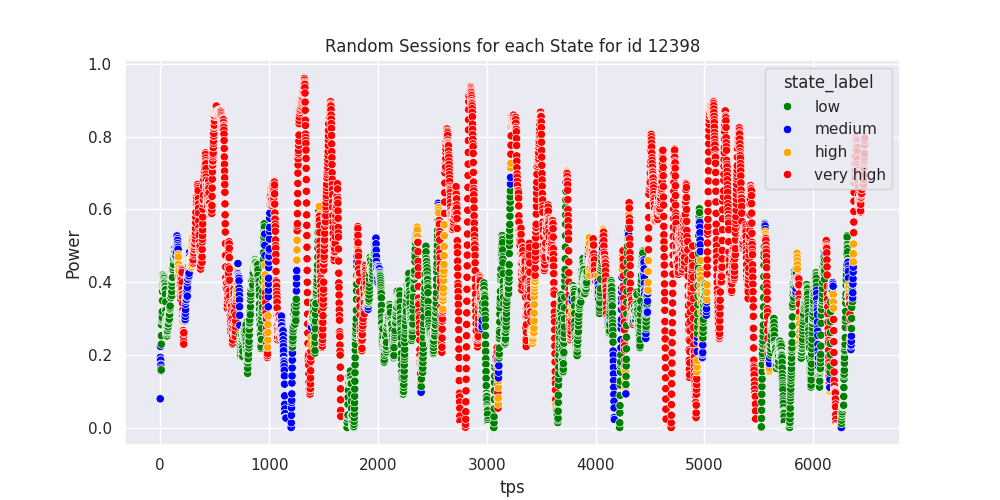 Random Sessions for each State for id 12398
1.0
0.8
0.6
0.4
0.2
0.0
Power
0 1000 2000 3000 4000 5000 6000
tps
state_label
low
medium
high
very high